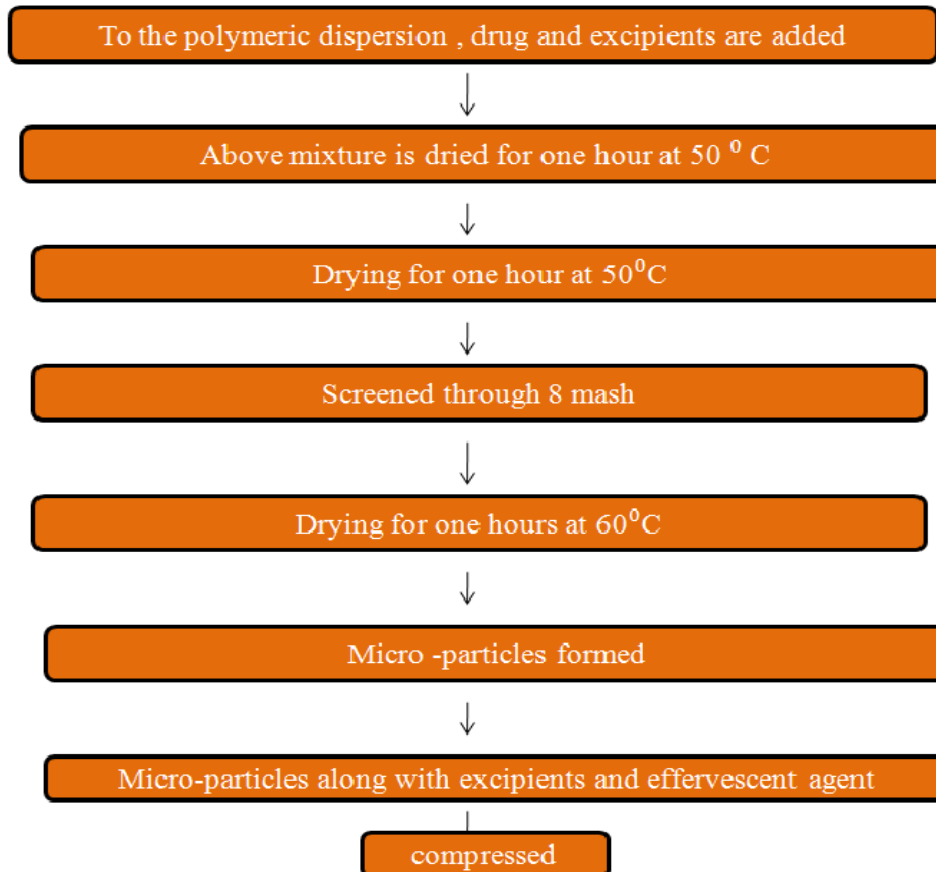 To the polymeric dispersion , drug and excipients are added
Above mixture is dried for one hour at 50 ⁰ C
Drying for one hour at 50⁰C
Screened through 8 mash
Drying for one hours at 60⁰C
Micro -particles formed
Micro-particles along with excipients and effervescent agent
compressed